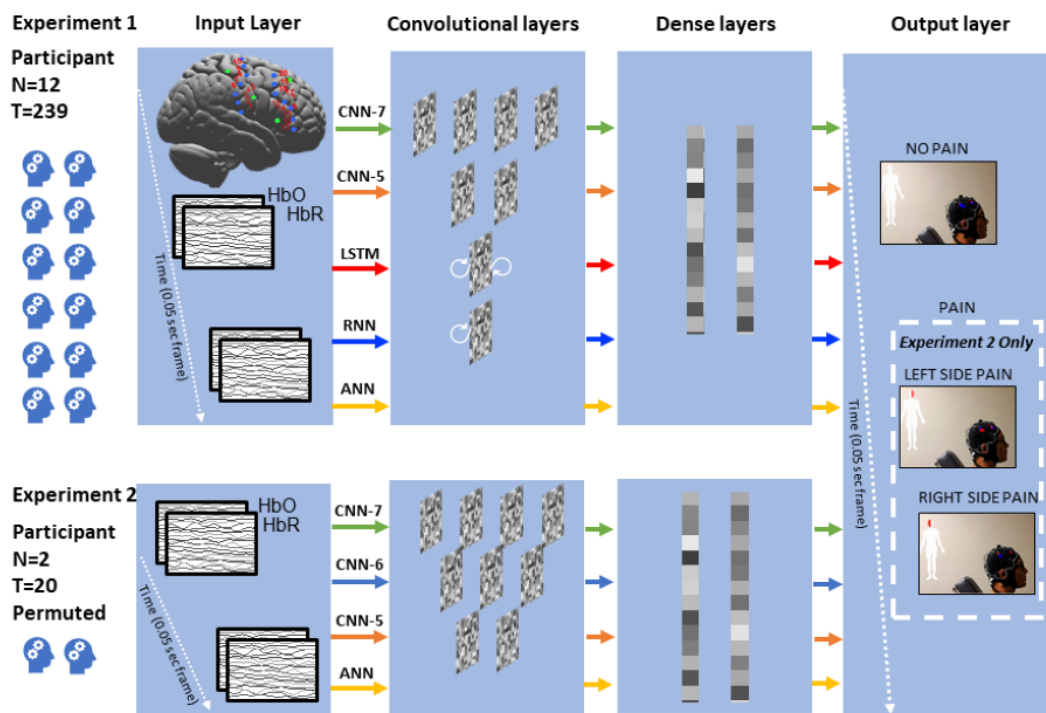 Experiment 1
Input Layer
Convolutional layers
Dense layers
Output layer
Participant
N=12
T=239
HbO
HbR
Time (0.05 sec frame)
CNN-7
CNN-5
LSTM
RNN
ANN
Time (0.05 sec frame)
NO PAIN
PAIN
Experiment 2 Only
LEFT SIDE PAIN
RIGHT SIDE PAIN
Experiment 2
Participant
N=2
T=20
Permuted
HbO
HbR
Time (0.05 sec frame)
CNN-7
CNN-6
CNN-5
ANN